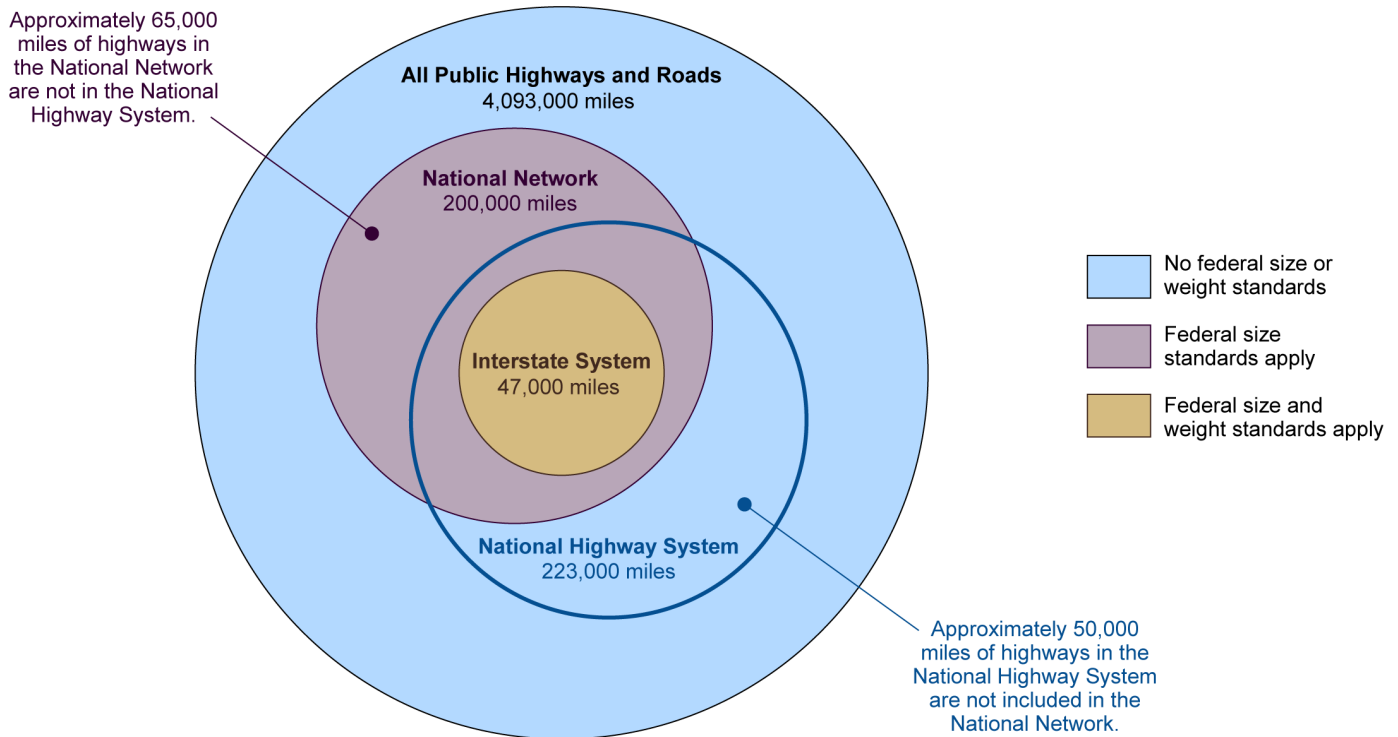 Approximately 65,000
miles of highways in
the National Network
are not in the National
Highway System.
All Public Highways and Roads
4,093,000 miles
National Network
200,000 miles
Interstate System
47,000 miles
National Highway System
223,000 miles
Approximately 50,000
miles of highways in the
National Highway System
are not included in the
National Network.
No federal size or
weight standards
Federal size
standards apply
Federal size and
weight standards apply